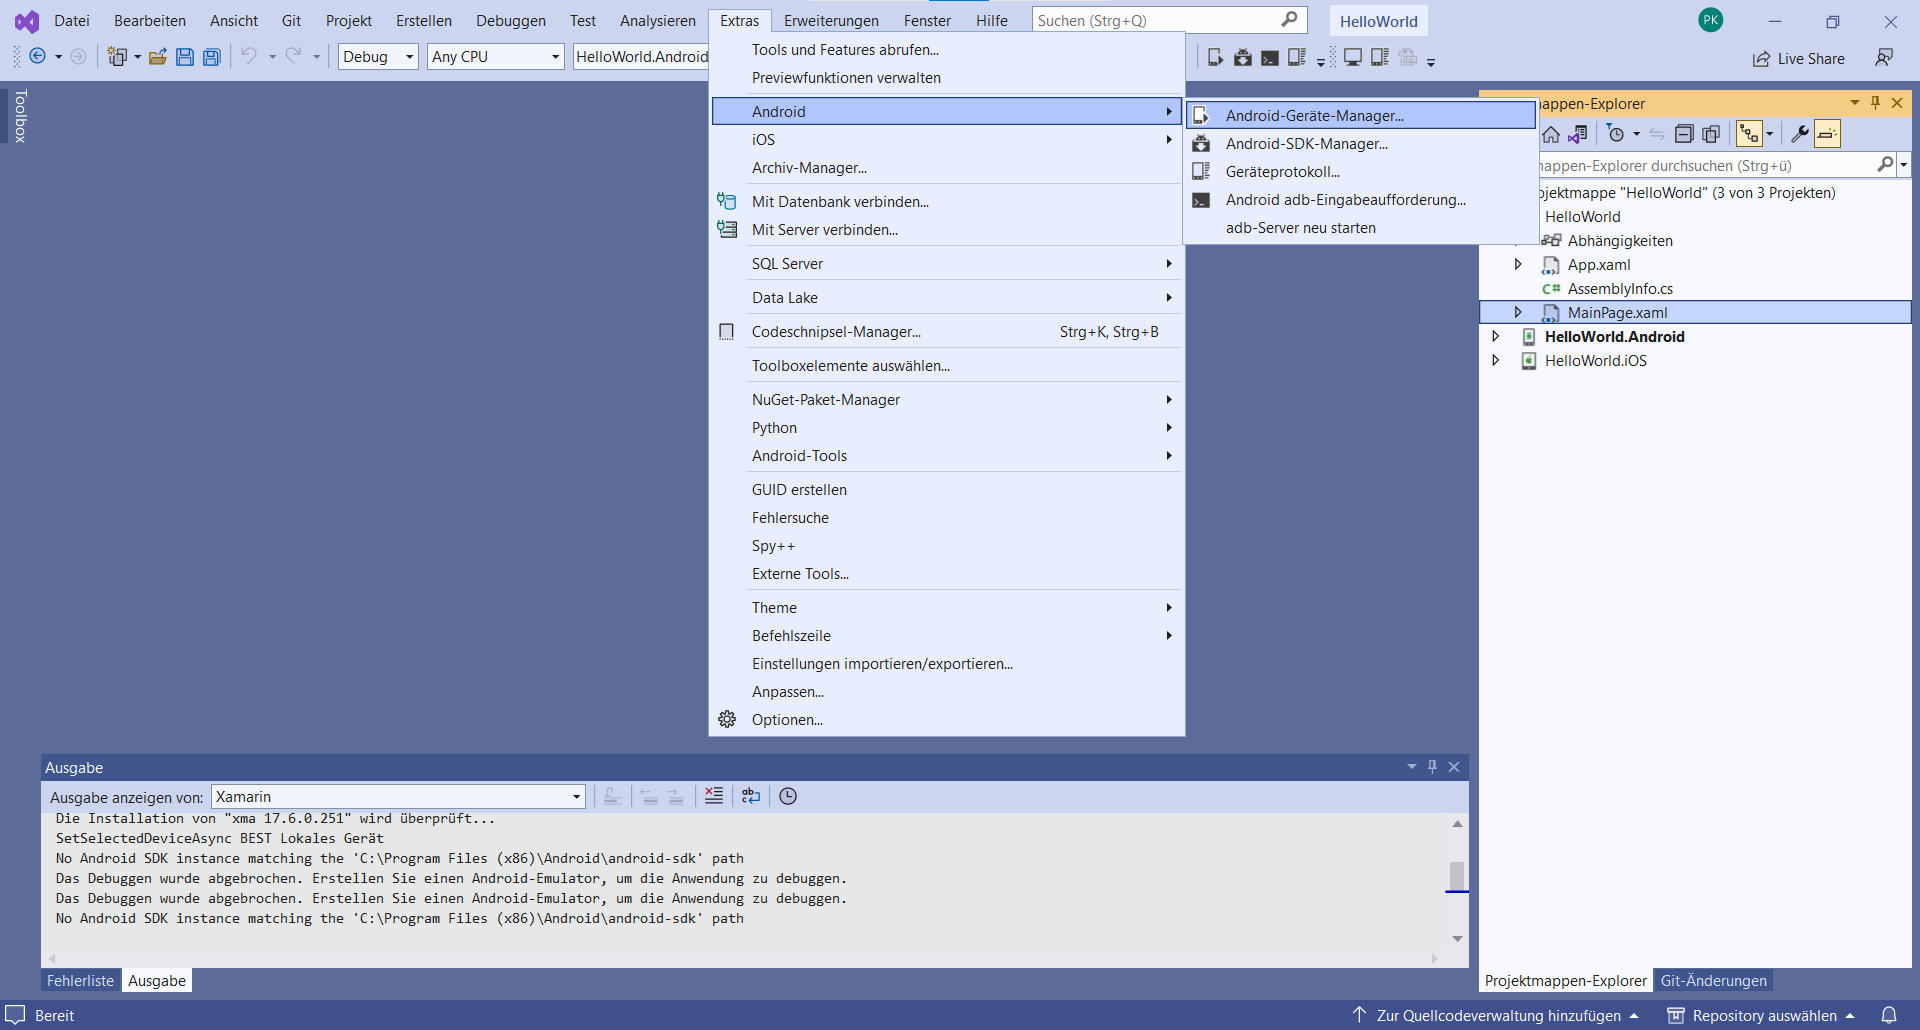 Datei Bearbeiten Ansicht Git Projekt Erstellen Debuggen Test Analysieren Extras Erweiterungen Fenster Hilfe Suchen (Strg+Q) HelloWorld PK
Debug Any CPU HelloWorld.Android Live Share
Toolbox
Tools und Features abrufen...
Previewfunktionen verwalten
Android
iOS
Archiv-Manager...
Mit Datenbank verbinden...
Mit Server verbinden...
SQL Server
Data Lake
Codeschnipsel-Manager... Strg+K, Strg+B
Toolboxelemente auswählen...
NuGet-Paket-Manager
Python
Android-Tools
GUID erstellen
Fehlersuche
Spy++
Externe Tools...
Theme
Befehlszeile
Einstellungen importieren/exportieren...
Anpassen...
Optionen...
Android-Geräte-Manager...
Android-SDK-Manager...
Geräteprotokoll...
Android adb-Eingabeaufforderung...
adb-Server neu starten
mappen-Explorer
mappen-Explorer durchsuchen (Strg+ü)
ojektmappe "HelloWorld" (3 von 3 Projekten)
HelloWorld
Abhängigkeiten
App.xaml
C# AssemblyInfo.cs
MainPage.xaml
HelloWorld.Android
HelloWorld.iOS
Ausgabe
Ausgabe anzeigen von: Xamarin
Die Installation von "xma 17.6.0.251" wird überprüft...
SetSelectedDeviceAsync BEST Lokales Gerät
No Android SDK instance matching the 'C:\Program Files (x86)\Android\android-sdk' path
Das Debuggen wurde abgebrochen. Erstellen Sie einen Android-Emulator, um die Anwendung zu debuggen.
Das Debuggen wurde abgebrochen. Erstellen Sie einen Android-Emulator, um die Anwendung zu debuggen.
No Android SDK instance matching the 'C:\Program Files (x86)\Android\android-sdk' path
Fehlerliste Ausgabe
Projektmappen-Explorer Git-Änderungen
Bereit Zur Quellcodeverwaltung hinzufügen Repository auswählen